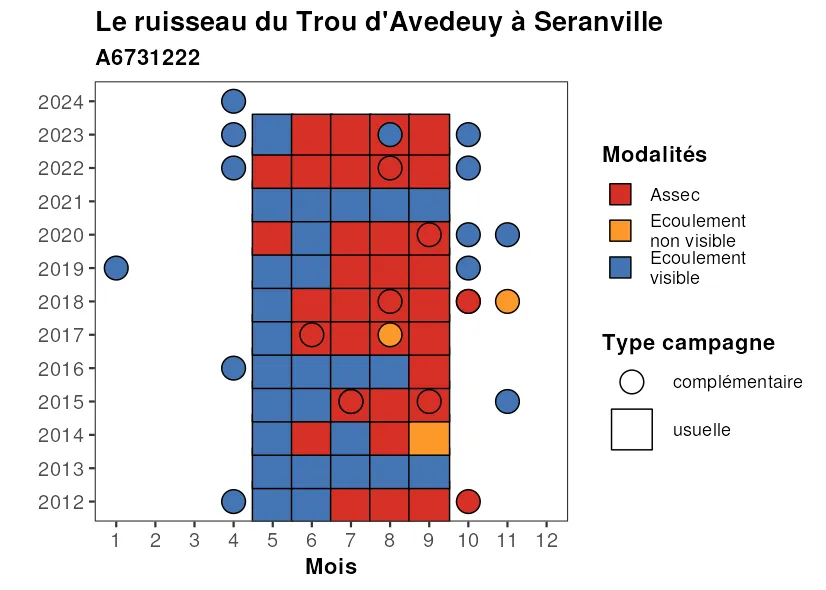 Le ruisseau du Trou d'Avedeuy à Seranville
A6731222
2024
2023
2022
2021
2020
2019
2018
2017
2016
2015
2014
2013
2012
1 2 3 4 5 6 7 8 9 10 11 12
Mois
Modalités
Assec
Ecoulement
non visible
Ecoulement
visible
Type campagne
complémentaire
usuelle